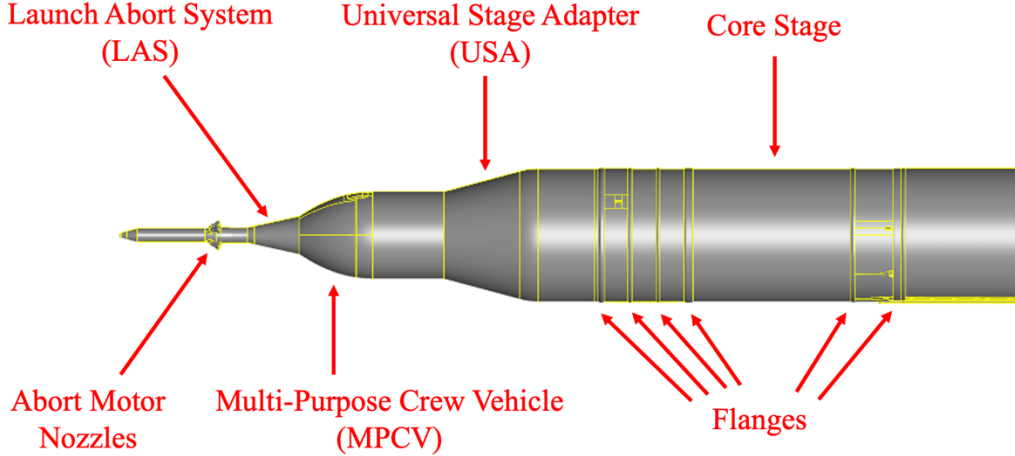 Launch Abort System
(LAS)
Universal Stage Adapter
(USA)
Core Stage
Abort Motor
Nozzles
Multi-Purpose Crew Vehicle
(MPCV)
Flanges